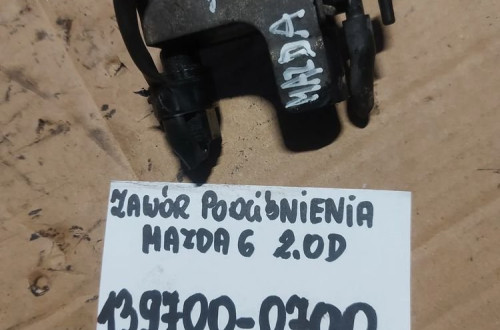 MAZDA
ZAWÓR PODCIŚNIENIA
MAZDA 6 2.0D
139700-0700